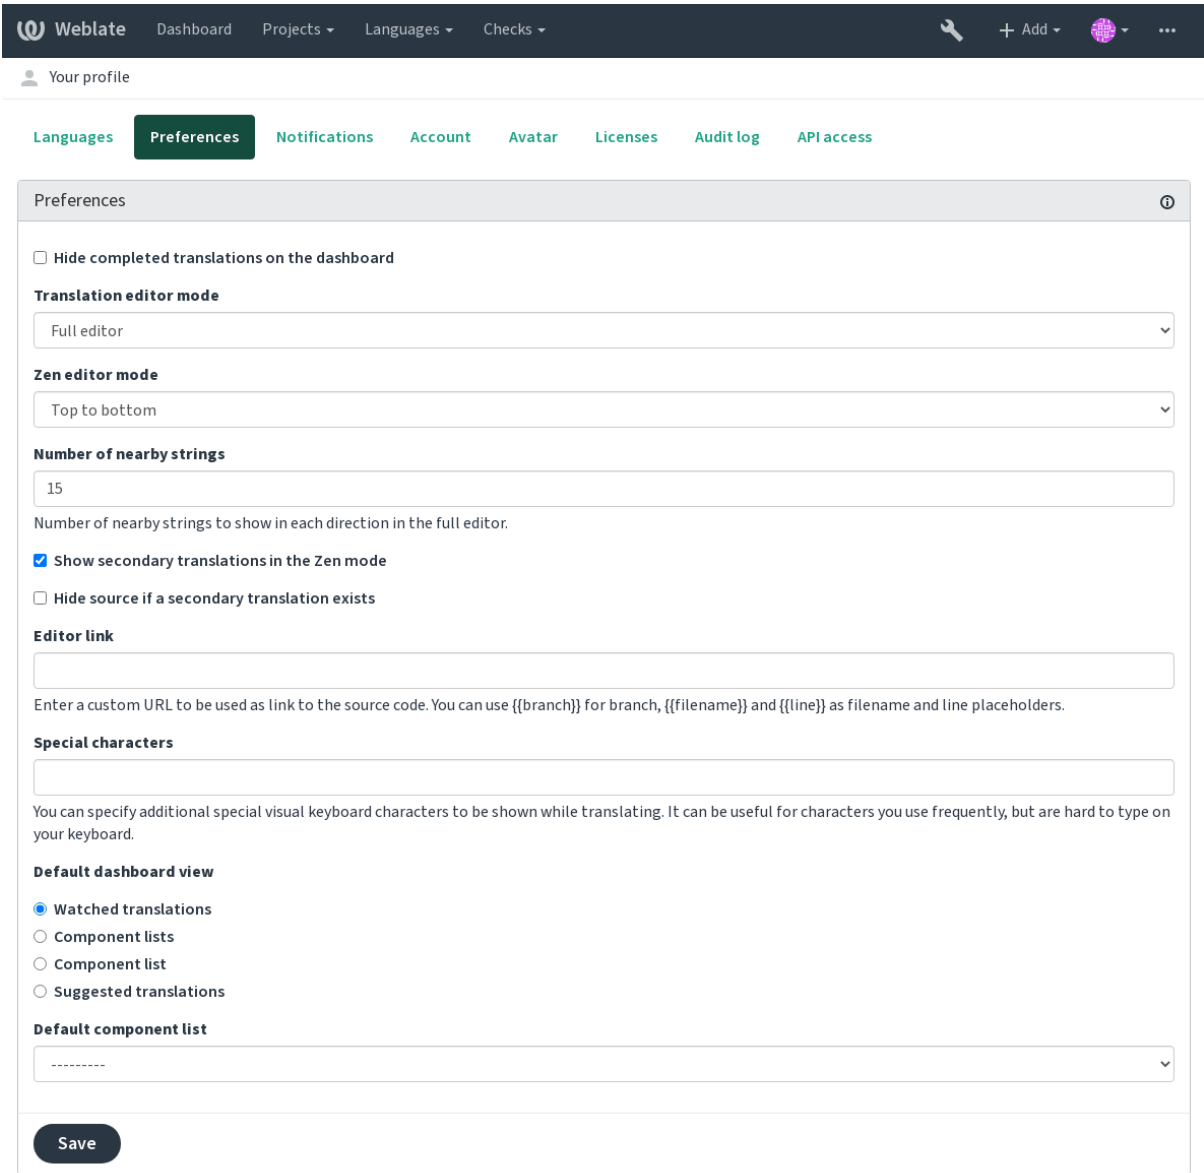 Weblate Dashboard Projects Languages Checks Add
Your profile
Languages Preferences Notifications Account Avatar Licenses Audit log API access
Preferences
Hide completed translations on the dashboard
Translation editor mode
Full editor
Zen editor mode
Top to bottom
Number of nearby strings
15
Number of nearby strings to show in each direction in the full editor.
Show secondary translations in the Zen mode
Hide source if a secondary translation exists
Editor link
Enter a custom URL to be used as link to the source code. You can use {{branch}} for branch, {{filename}} and {{line}} as filename and line placeholders.
Special characters
You can specify additional special visual keyboard characters to be shown while translating. It can be useful for characters you use frequently, but are hard to type on
your keyboard.
Default dashboard view
Watched translations
Component lists
Component list
Suggested translations
Default component list
---------
Save